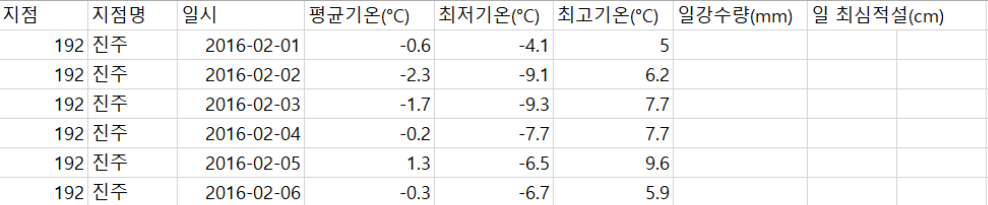 지점 지점명 일시 평균기온(°C) 최저기온(°C) 최고기온(°C) 일강수량(mm) 일 최심적설(cm)
192 진주 2016-02-01 -0.6 -4.1 5
192 진주 2016-02-02 -2.3 -9.1 6.2
192 진주 2016-02-03 -1.7 -9.3 7.7
192 진주 2016-02-04 -0.2 -7.7 7.7
192 진주 2016-02-05 1.3 -6.5 9.6
192 진주 2016-02-06 -0.3 -6.7 5.9